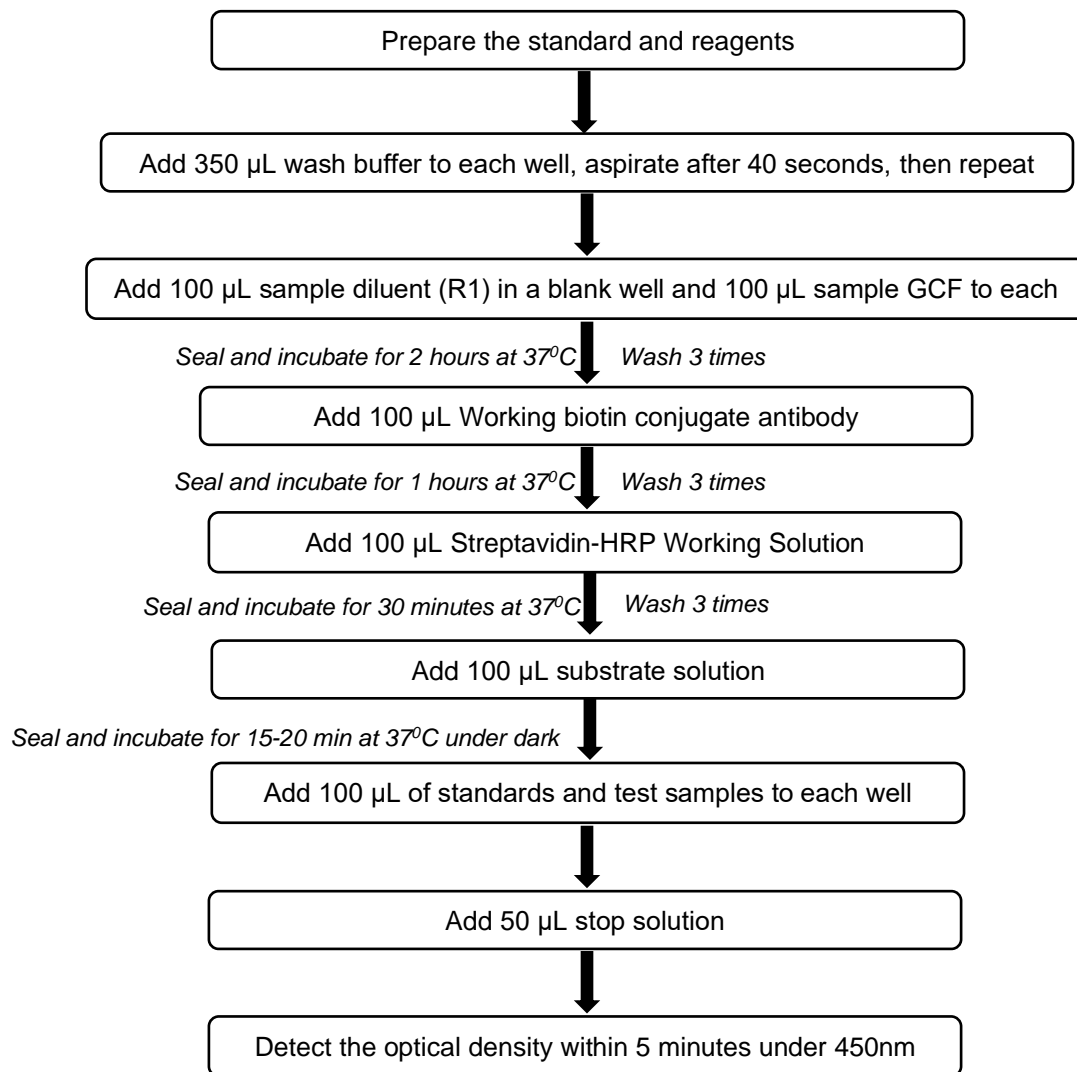 Prepare the standard and reagents
Add 350 µL wash buffer to each well, aspirate after 40 seconds, then repeat
Add 100 µL sample diluent (R1) in a blank well and 100 µL sample GCF to each
Seal and incubate for 2 hours at 37⁰C Wash 3 times
Add 100 µL Working biotin conjugate antibody
Seal and incubate for 1 hours at 37⁰C Wash 3 times
Add 100 µL Streptavidin-HRP Working Solution
Seal and incubate for 30 minutes at 37⁰C Wash 3 times
Add 100 µL substrate solution
Seal and incubate for 15-20 min at 37⁰C under dark
Add 100 µL of standards and test samples to each well
Add 50 µL stop solution
Detect the optical density within 5 minutes under 450nm